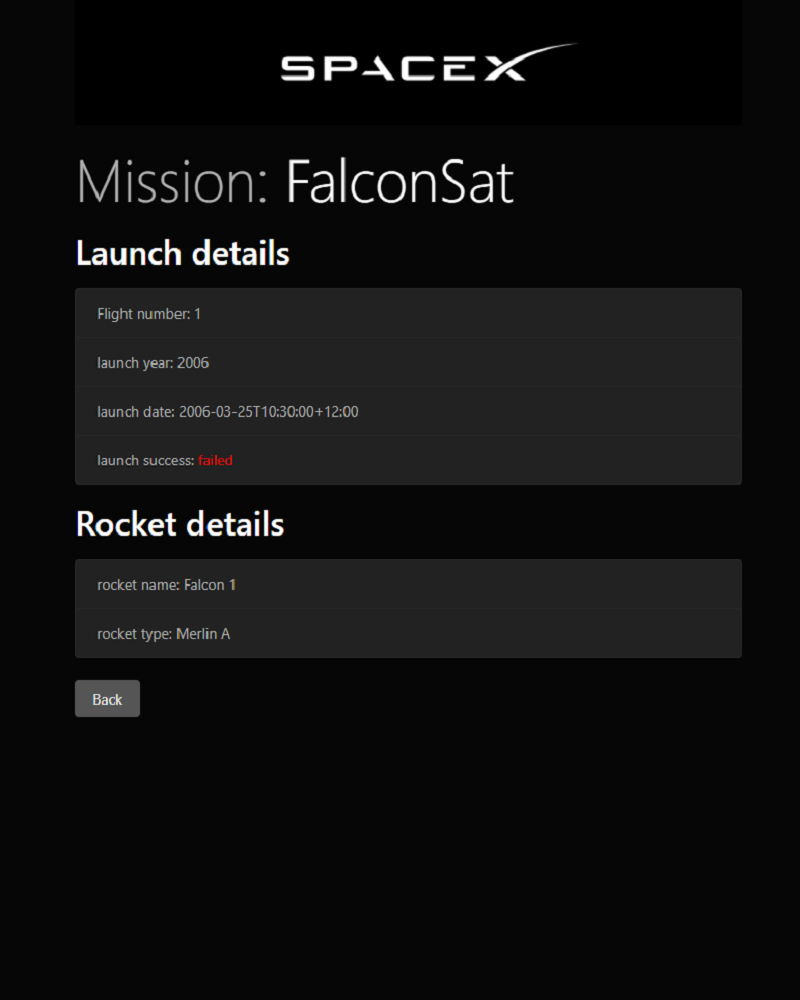 SPACEX
Mission: FalconSat
Launch details
Flight number: 1
launch year: 2006
launch date: 2006-03-25T10:30:00+12:00
launch success: failed
Rocket details
rocket name: Falcon 1
rocket type: Merlin A
Back